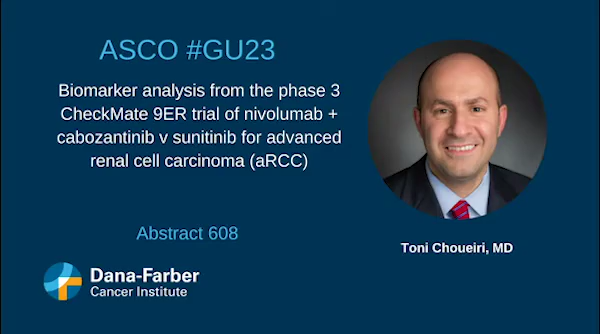 ASCO #GU23
Biomarker analysis from the phase 3
CheckMate 9ER trial of nivolumab +
cabozantinib v sunitinib for advanced
renal cell carcinoma (aRCC)
Abstract 608
Dana-Farber
Cancer Institute
Toni Choueiri, MD